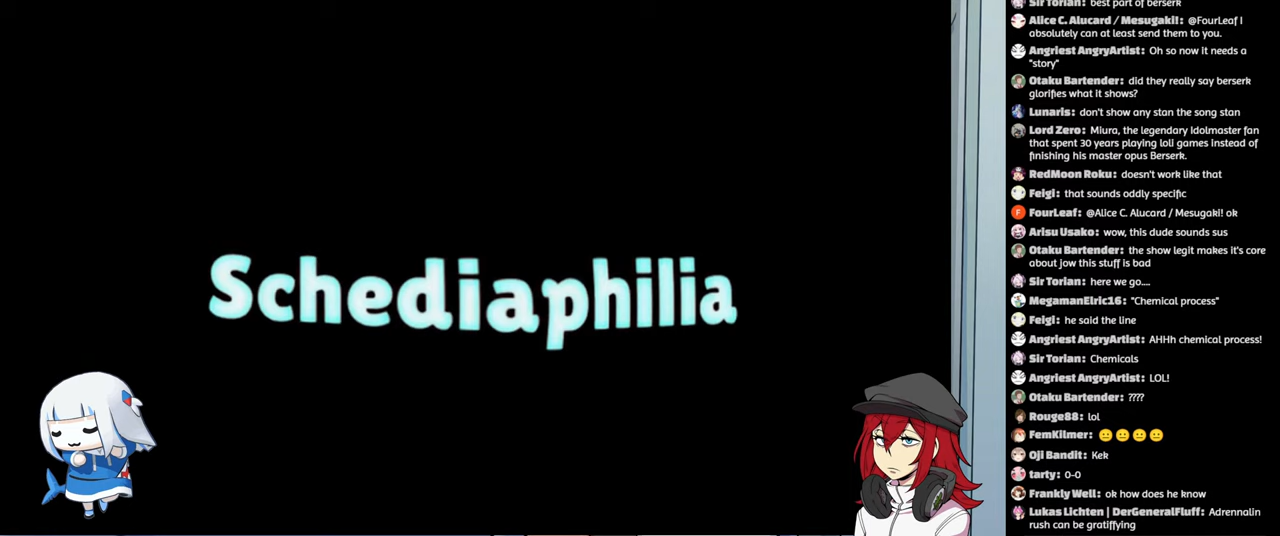 Schediaphilia
Sir Torian: best part of berserk
Alice C. Alucard / Mesugaki!: @FourLeaf I
absolutely can at least send them to you.
Angriest AngryArtist: Oh so now it needs a
"story"
Otaku Bartender: did they really say berserk
glorifies what it shows?
Lunaris: don't show any stan the song stan
Lord Zero: Miura, the legendary Idolmaster fan
that spent 30 years playing loli games instead of
finishing his master opus Berserk.
RedMoon Roku: doesn't work like that
Feigi: that sounds oddly specific
F FourLeaf: @Alice C. Alucard / Mesugaki! ok
Arisu Usako: wow, this dude sounds sus
Otaku Bartender: the show legit makes it's core
about jow this stuff is bad
Sir Torian: here we go....
MegamanElric16: "Chemical process"
Feigi: he said the line
Angriest AngryArtist: AHHh chemical process!
Sir Torian: Chemicals
Angriest AngryArtist: LOL!
Otaku Bartender: ????
Rouge88: lol
FemKilmer: 😐 😐 😐 😐
Oji Bandit: Kek
tarty: 0-0
Frankly Well: ok how does he know
Lukas Lichten | DerGeneralFluff: Adrennalin
rush can be gratiffying